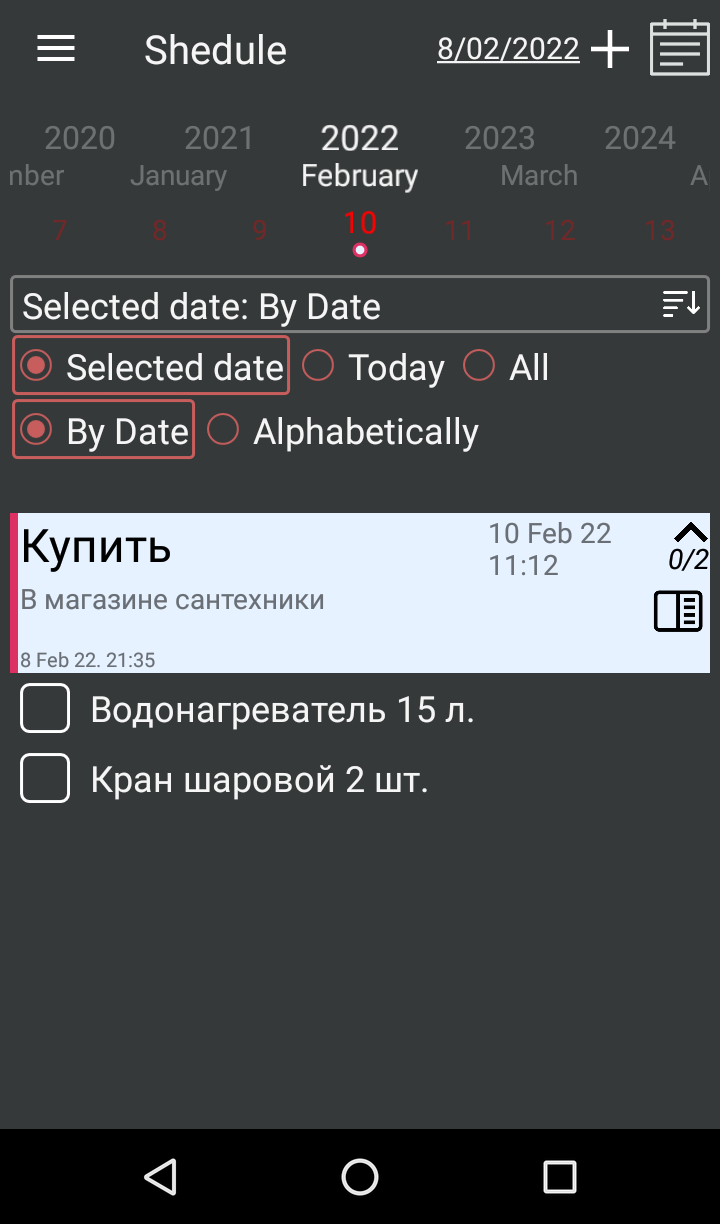 Shedule 8/02/2022
2020 2021 2022 2023 2024
nber January February March A
7 8 9 10 11 12 13
Selected date: By Date
Selected date Today All
By Date Alphabetically
Купить 10 Feb 22
11:12 0/2
В магазине сантехники
8 Feb 22. 21:35
Водонагреватель 15 л.
Кран шаровой 2 шт.